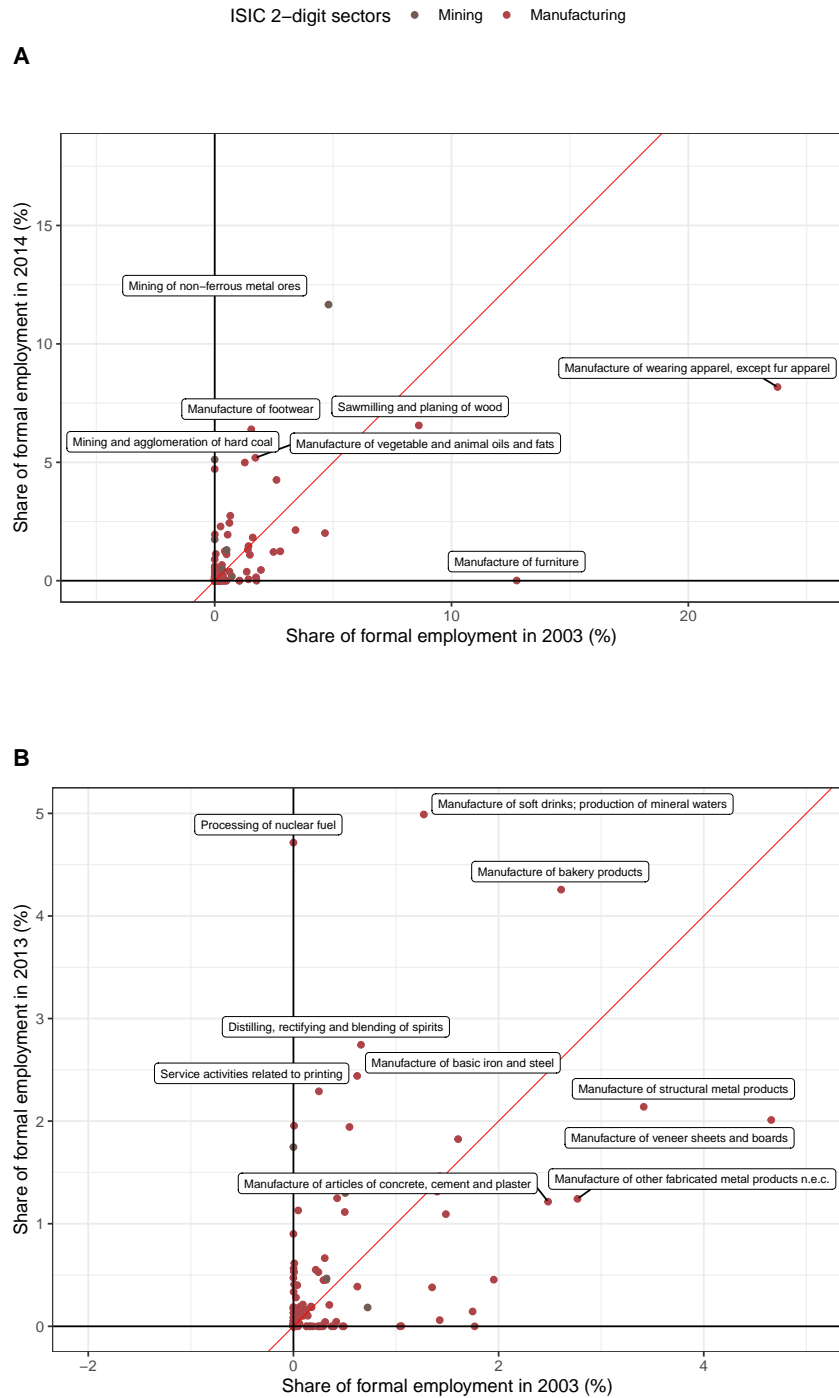 ISIC 2−digit sectors Mining Manufacturing
A
Share of formal employment in 2014 (%)
15
10
5
0
Mining of non−ferrous metal ores
Manufacture of wearing apparel, except fur apparel
Manufacture of footwear
Sawmilling and planing of wood
Mining and agglomeration of hard coal
Manufacture of vegetable and animal oils and fats
Manufacture of furniture
0 10 20
Share of formal employment in 2003 (%)
B
Share of formal employment in 2013 (%)
5
4
3
2
1
0
Manufacture of soft drinks; production of mineral waters
Processing of nuclear fuel
Manufacture of bakery products
Distilling, rectifying and blending of spirits
Manufacture of basic iron and steel
Service activities related to printing
Manufacture of structural metal products
Manufacture of veneer sheets and boards
Manufacture of articles of concrete, cement and plaster
Manufacture of other fabricated metal products n.e.c.
−2 0 2 4
Share of formal employment in 2003 (%)